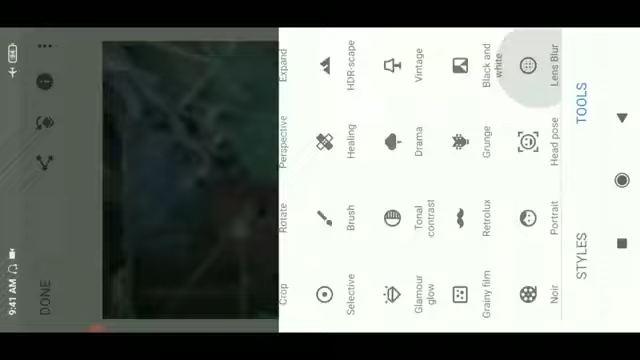 9:41 AM
84
DONE
Crop
Rotate
Perspective
Expand
Selective
Brush
Healing
HDR-scape
Glamour
glow
Tonal
contrast
Drama
Vintage
Grainy film
Retrolux
Grunge
Black and
white
Noir
Portrait
Head pose
Lens Blur
STYLES
TOOLS